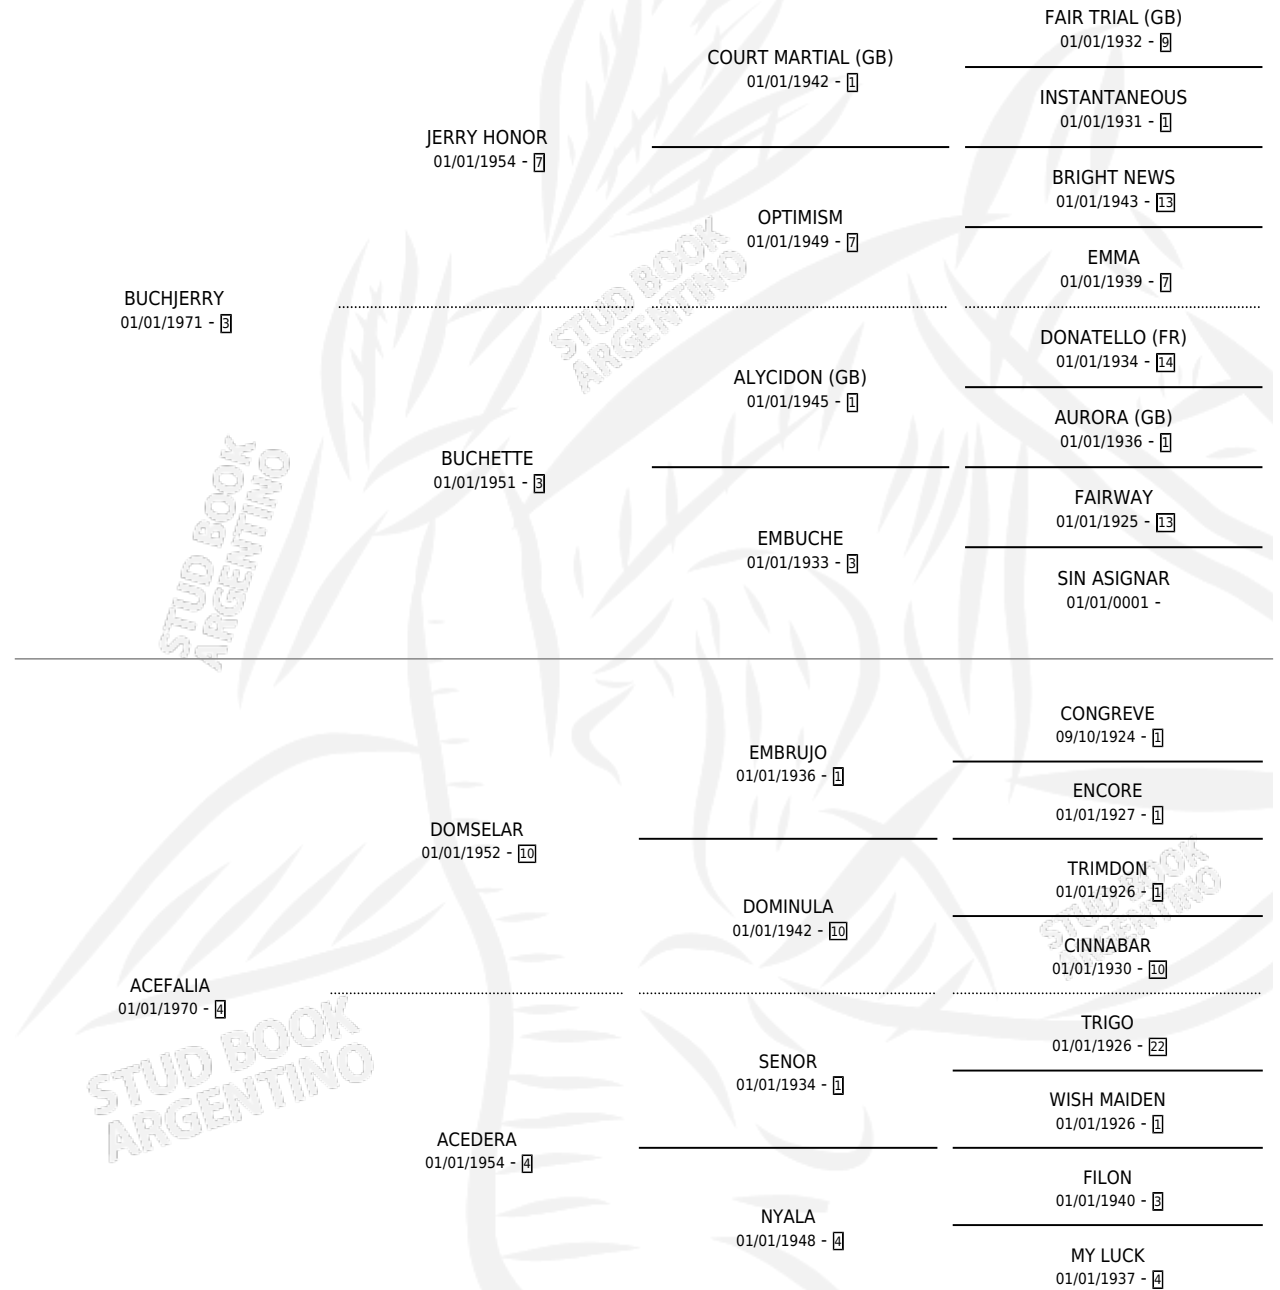 FAIR TRIAL (GB)
01/01/1932 - 9
COURT MARTIAL (GB)
01/01/1942 - 1
INSTANTANEOUS
01/01/1931 - 1
JERRY HONOR
01/01/1954 - 7
BRIGHT NEWS
01/01/1943 - 13
OPTIMISM
01/01/1949 - 7
EMMA
01/01/1939 - 7
BUCHJERRY
01/01/1971 - 3
DONATELLO (FR)
01/01/1934 - 14
ALYCIDON (GB)
01/01/1945 - 1
AURORA (GB)
01/01/1936 - 1
BUCHETTE
01/01/1951 - 3
FAIRWAY
01/01/1925 - 13
EMBUCHE
01/01/1933 - 3
SIN ASIGNAR
01/01/0001 -
CONGREVE
09/10/1924 - 1
EMBRUJO
01/01/1936 - 1
ENCORE
01/01/1927 - 1
DOMSELAR
01/01/1952 - 10
TRIMDON
01/01/1926 - 1
DOMINULA
01/01/1942 - 10
CINNABAR
01/01/1930 - 10
ACEFALIA
01/01/1970 - 4
TRIGO
01/01/1926 - 22
SENOR
01/01/1934 - 1
WISH MAIDEN
01/01/1926 - 1
ACEDERA
01/01/1954 - 4
FILON
01/01/1940 - 3
NYALA
01/01/1948 - 4
MY LUCK
01/01/1937 - 4
STUD BOOK
ARGENTINO
STUD BOOK
ARGENTINO
STUD BOOK
ARGENTINO
STUD BOOK
ARGENTINO